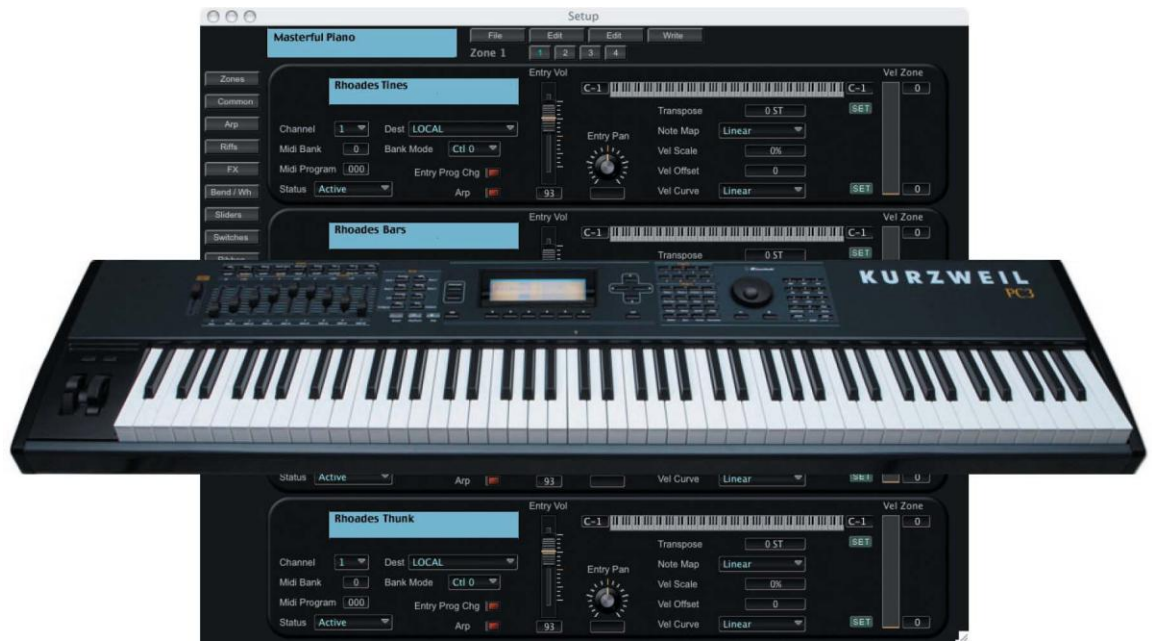 Setup
Masterful Piano
File Edit Edit Write
Zone 1 1 2 3 4
Zones
Common
Arp
Riffs
FX
Bend / Wh
Sliders
Switches
Rhoades Tines
Entry Vol
C-1 C-1
Vel Zone
0
Channel 1 Dest LOCAL
Midi Bank 0 Bank Mode Ctl 0
Midi Program 000 Entry Prog Chg
Status Active Arp
93
Entry Pan
Transpose 0 ST SET
Note Map Linear
Vel Scale 0%
Vel Offset 0
Vel Curve Linear SET 0
Rhoades Bars
Entry Vol
C-1 C-1
Vel Zone
0
Transpose 0 ST SET
KURZWEIL
PC3
Status Active Arp 93 Vel Curve Linear SET 0
Rhoades Thunk
Entry Vol
C-1 C-1
Vel Zone
0
Channel 1 Dest LOCAL
Midi Bank 0 Bank Mode Ctl 0
Midi Program 000 Entry Prog Chg
Status Active Arp
93
Entry Pan
Transpose 0 ST SET
Note Map Linear
Vel Scale 0%
Vel Offset 0
Vel Curve Linear SET 0